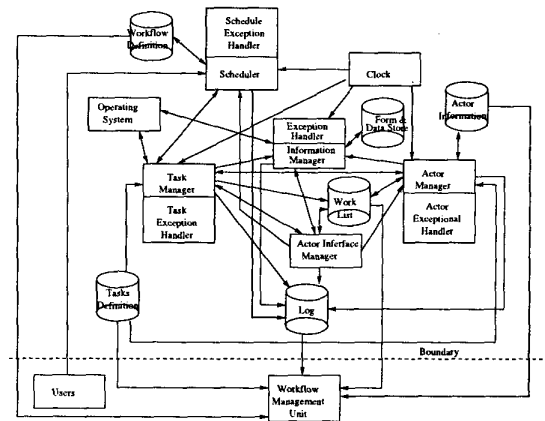 Schedule
Exception
Handler
Scheduler
Workflow
Definition
Clock
Actor
Information
Operating
System
Exception
Handler
Information
Manager
Form &
Data Store
Task
Manager
Task
Exception
Handler
Work
List
Actor
Manager
Actor
Exceptional
Handler
Actor Inferface
Manager
Tasks
Definition
Log
Boundary
Users
Workflow
Management
Unit